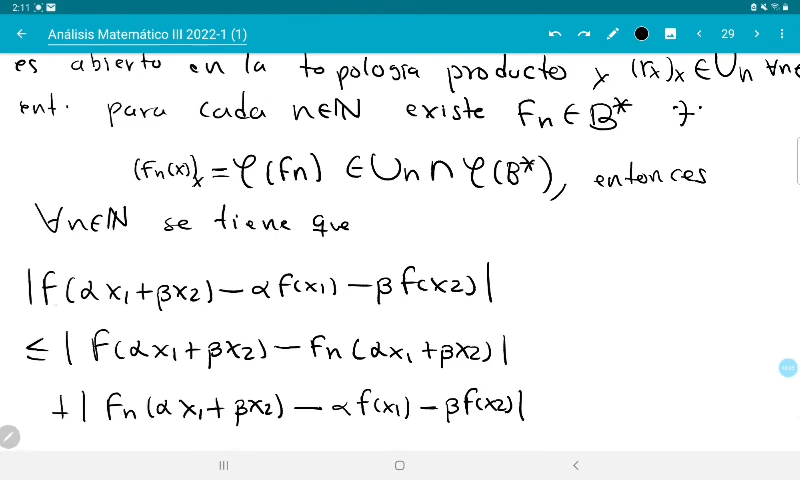 2:11
Análisis Matemático III 2022-1 (1)
29
es abierto en la topología producto y (rx)x ∈ Un ∀n∈
ent. para cada n∈N existe Fn ∈ B* 7.
(Fn(x))x = φ(Fn) ∈ Un ∩ φ(B*), entonces
∀n∈N se tiene que
|F(αx1+βx2) − αf(x1) − βf(x2)|
≤ | F(αx1+βx2) − Fn(αx1+βx2)|
+ | Fn(αx1+βx2) − αf(x1) − βf(x2)|